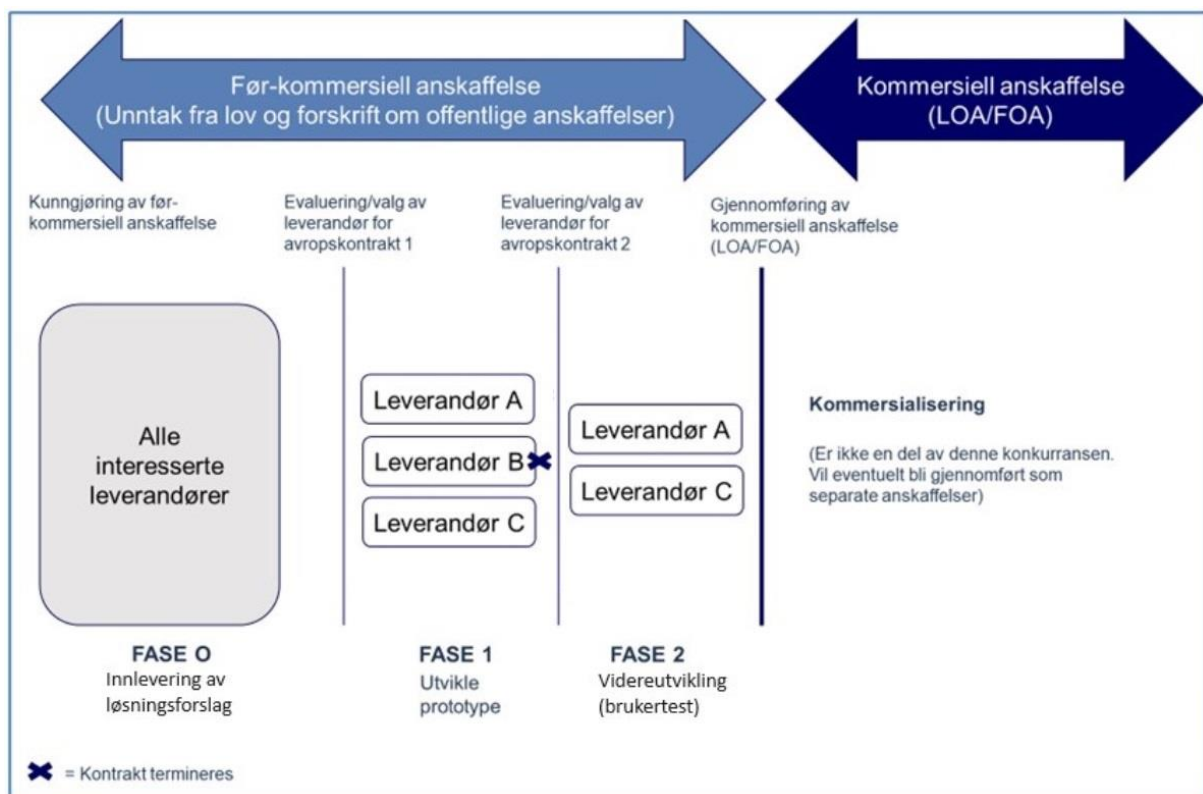 Før-kommersiell anskaffelse
(Unntak fra lov og forskrift om offentlige anskaffelser)
Kommersiell anskaffelse
(LOA/FOA)
Kunngjøring av før-
kommersiell anskaffelse
Evaluering/valg av
leverandør for
avropskontrakt 1
Evaluering/valg av
leverandør for
avropskontrakt 2
Gjennomføring av
kommersiell anskaffelse
(LOA/FOA)
Alle
interesserte
leverandører
Leverandør A
Leverandør B
Leverandør C
Leverandør A
Leverandør C
Kommersialisering
(Er ikke en del av denne konkurransen.
Vil eventuelt bli gjennomført som
separate anskaffelser)
FASE O
Innlevering av
løsningsforslag
FASE 1
Utvikle
prototype
FASE 2
Videreutvikling
(brukertest)
= Kontrakt termineres